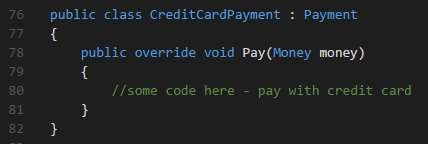 76 public class CreditCardPayment : Payment
77 {
78 public override void Pay(Money money)
79 {
80 //some code here - pay with credit card
81 }
82 }